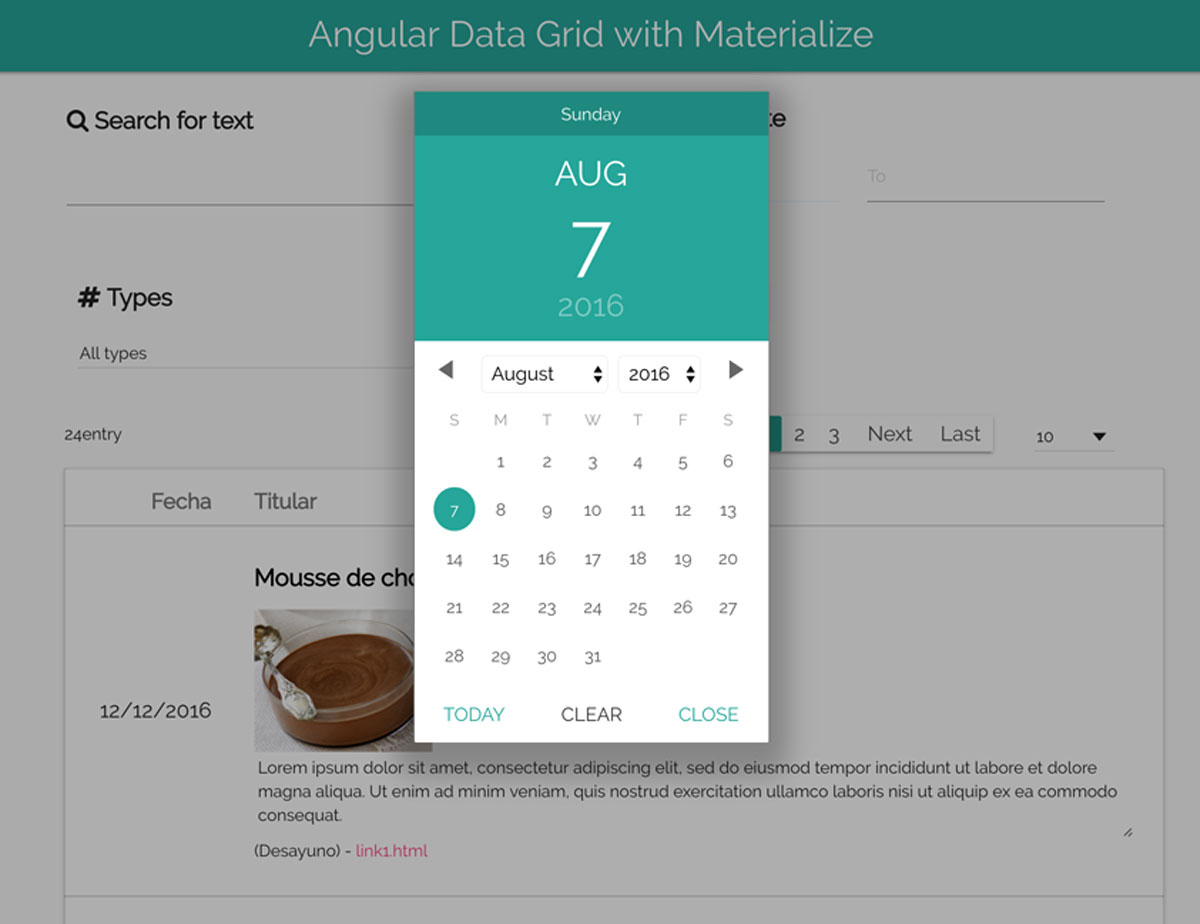 Angular Data Grid with Materialize
Search for text
te
To
# Types
All types
24entry
2 3 Next Last
10
Fecha Titular
Mousse de cho
12/12/2016
Lorem ipsum dolor sit amet, consectetur adipiscing elit, sed do eiusmod tempor incididunt ut labore et dolore
magna aliqua. Ut enim ad minim veniam, quis nostrud exercitation ullamco laboris nisi ut aliquip ex ea commodo
consequat.
(Desayuno) - link1.html
Sunday
AUG
7
2016
August 2016
S M T W T F S
1 2 3 4 5 6
7 8 9 10 11 12 13
14 15 16 17 18 19 20
21 22 23 24 25 26 27
28 29 30 31
TODAY CLEAR CLOSE